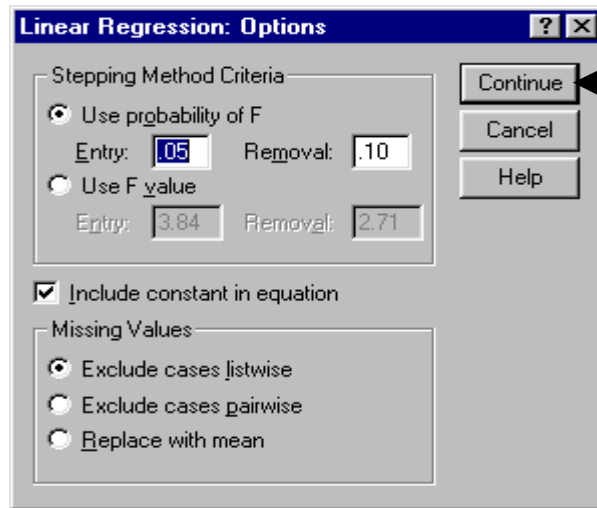 Linear Regression: Options
Stepping Method Criteria
Use probability of F
Entry: .05 Removal: .10
Use F value
Entry: 3.84 Removal: 2.71
Include constant in equation
Missing Values
Exclude cases listwise
Exclude cases pairwise
Replace with mean
Continue
Cancel
Help